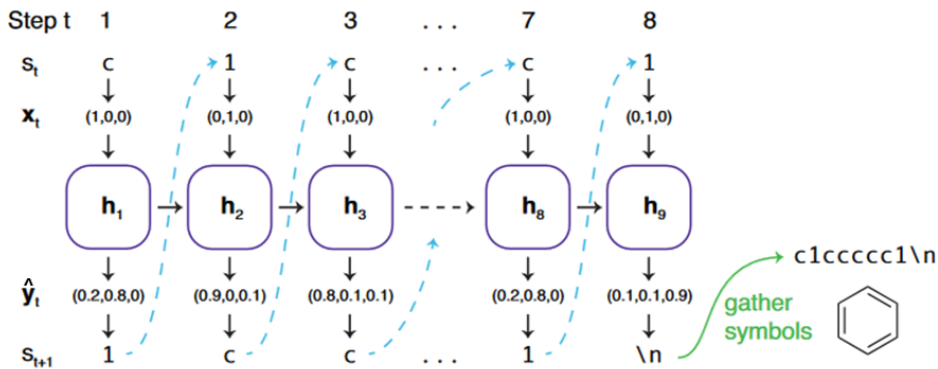 Step t 1 2 3 ... 7 8
s_t c 1 c ... c 1
x_t (1,0,0) (0,1,0) (1,0,0) (1,0,0) (0,1,0)
h_1 h_2 h_3 h_8 h_9
c1ccccc1\n
ŷ_t (0.2,0.8,0) (0.9,0,0.1) (0.8,0.1,0.1) (0.2,0.8,0) (0.1,0.1,0.9)
gather
symbols
s_t+1 1 c c ... 1 \n